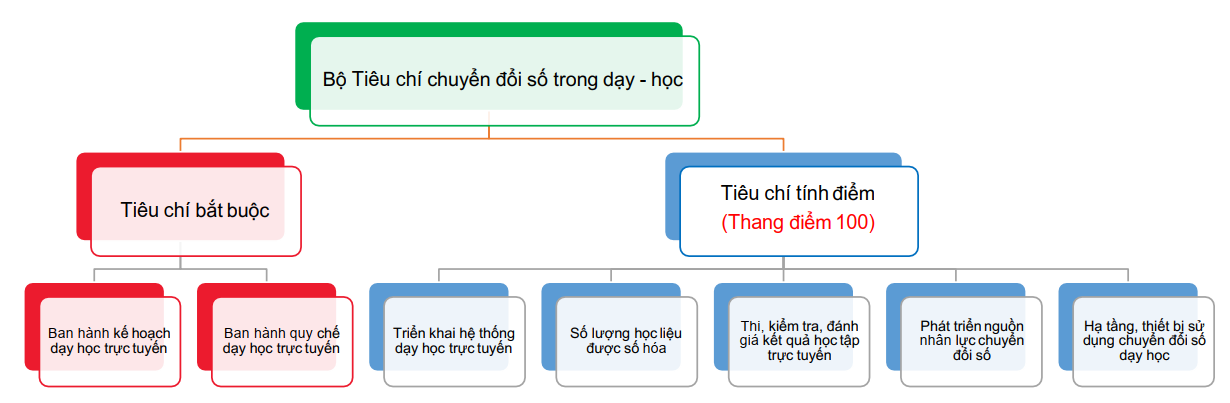 Bộ Tiêu chí chuyển đổi số trong dạy - học
Tiêu chí bắt buộc
Tiêu chí tính điểm
(Thang điểm 100)
Ban hành kế hoạch
dạy học trực tuyến
Ban hành quy chế
dạy học trực tuyến
Triển khai hệ thống
dạy học trực tuyến
Số lượng học liệu
được số hóa
Thi, kiểm tra, đánh
giá kết quả học tập
trực tuyến
Phát triển nguồn
nhân lực chuyển
đổi số
Hạ tầng, thiết bị sử
dụng chuyển đổi số
dạy học